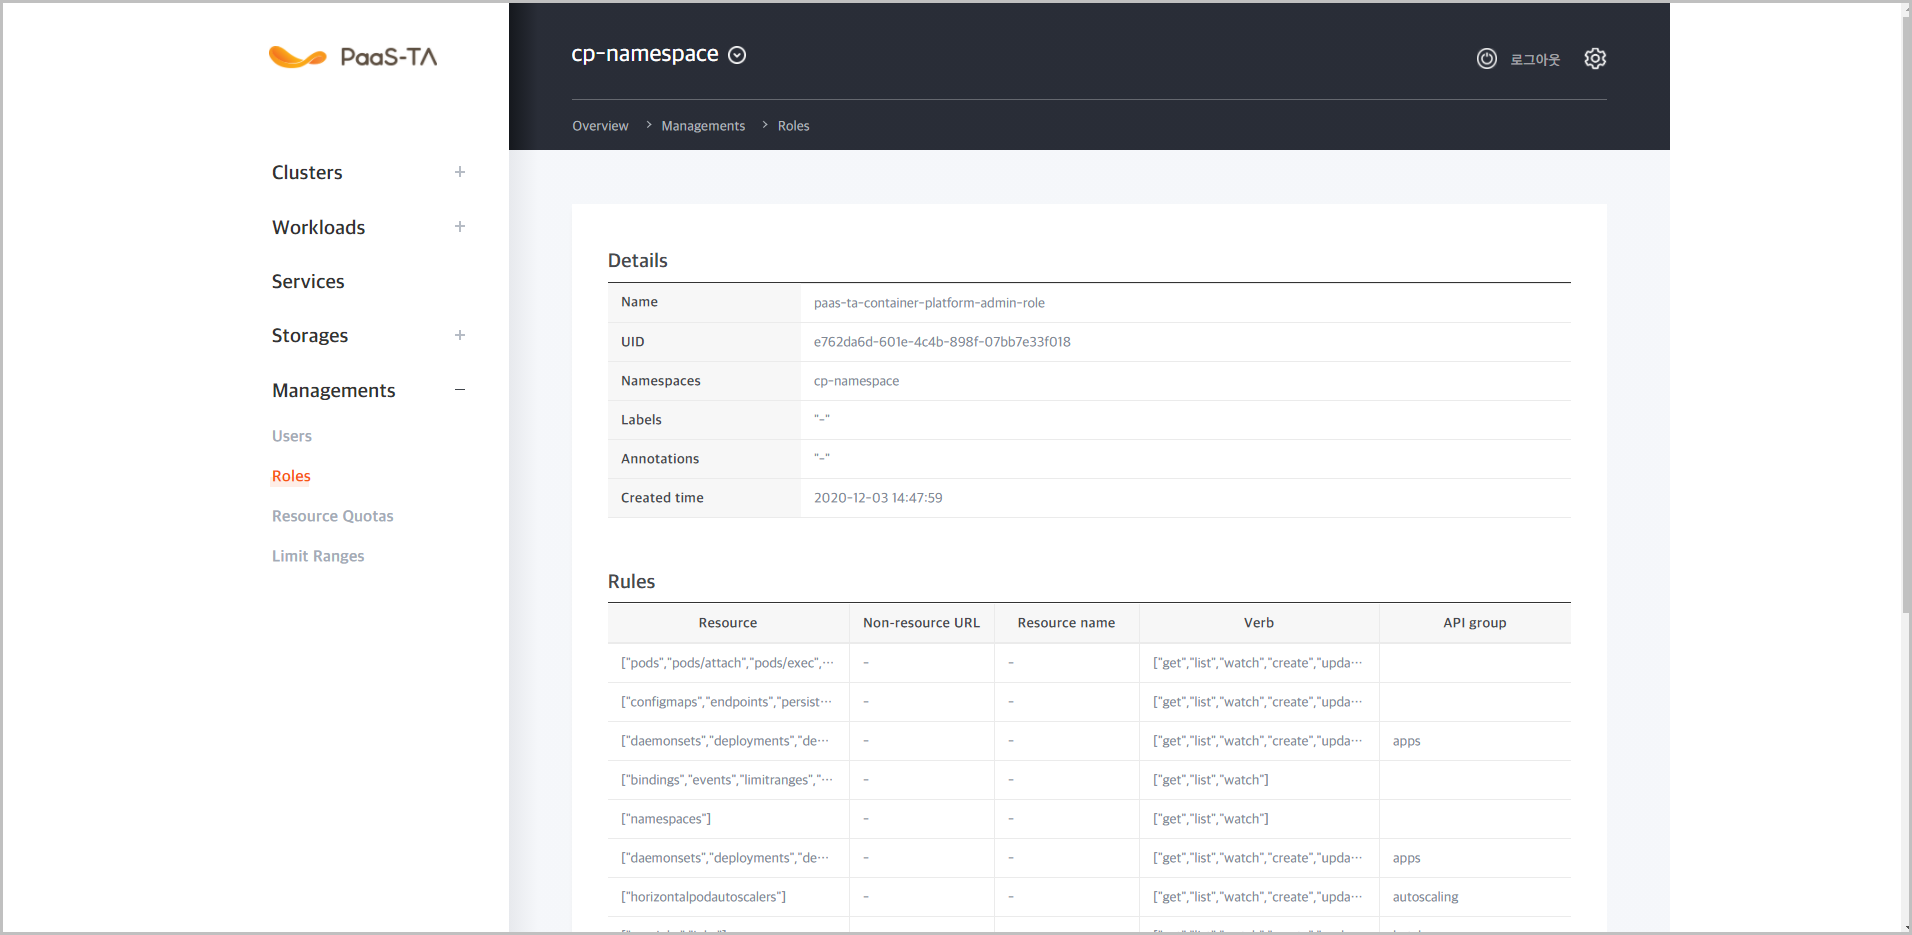 PaaS-TA
cp-namespace
로그아웃
Overview > Managements > Roles
Clusters
Workloads
Services
Storages
Managements
Users
Roles
Resource Quotas
Limit Ranges
Details
Name paas-ta-container-platform-admin-role
UID e762da6d-601e-4c4b-898f-07bb7e33f018
Namespaces cp-namespace
Labels "-"
Annotations "-"
Created time 2020-12-03 14:47:59
Rules
Resource Non-resource URL Resource name Verb API group
["pods","pods/attach","pods/exec",··· - - ["get","list","watch","create","upda···
["configmaps","endpoints","persist··· - - ["get","list","watch","create","upda···
["daemonsets","deployments","de··· - - ["get","list","watch","create","upda··· apps
["bindings","events","limitranges","··· - - ["get","list","watch"]
["namespaces"] - - ["get","list","watch"]
["daemonsets","deployments","de··· - - ["get","list","watch","create","upda··· apps
["horizontalpodautoscalers"] - - ["get","list","watch","create","upda··· autoscaling